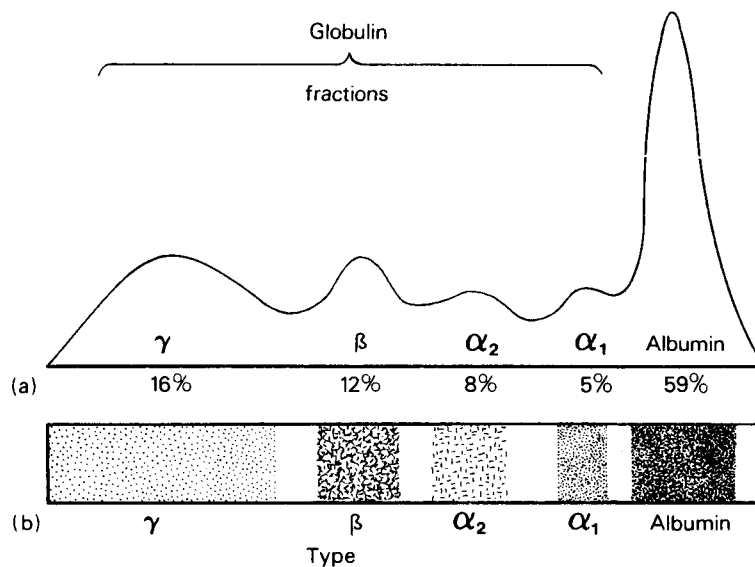 Globulin
fractions
γ β α₂ α₁ Albumin
(a) 16% 12% 8% 5% 59%
(b) γ β α₂ α₁ Albumin
Type